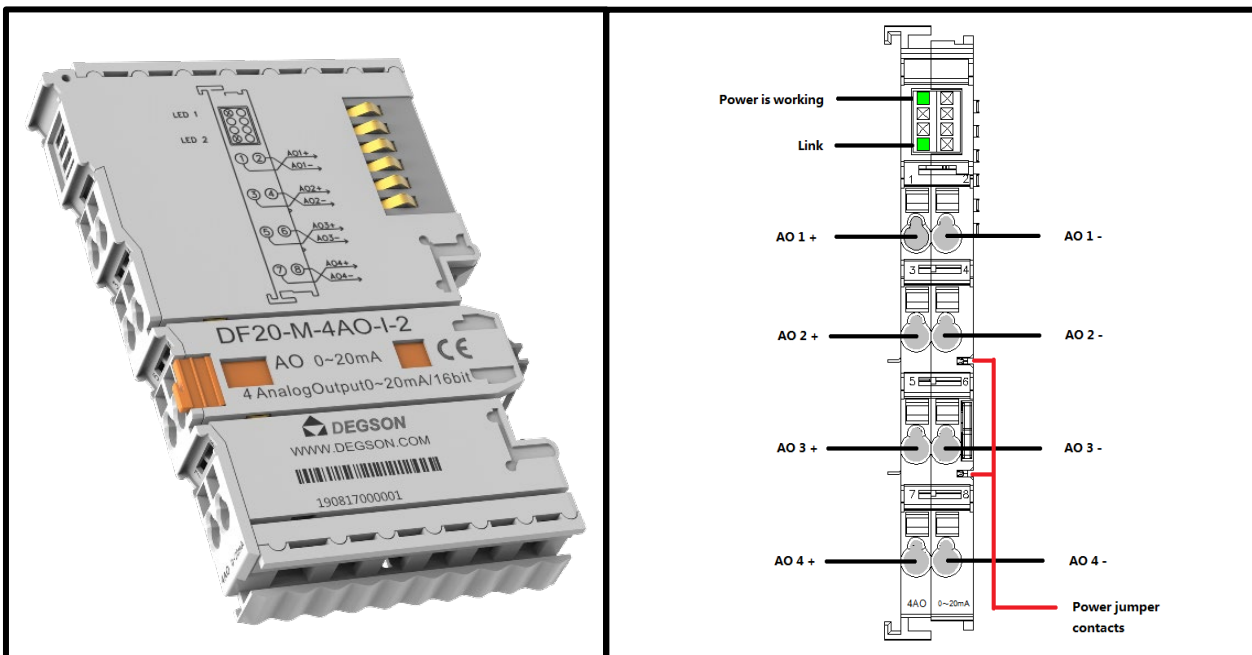 LED 1
LED 2
1 2 AO1+
AO1-
3 4 AO2+
AO2-
5 6 AO3+
AO3-
7 8 AO4+
AO4-
DF20-M-4AO-I-2
AO 0~20mA CE
4 AnalogOutput0~20mA/16bit
DEGSON
WWW.DEGSON.COM
190817000001
4AO 0~20mA
Power is working
Link
1 2
AO 1 + AO 1 -
3 4
AO 2 + AO 2 -
5 6
AO 3 + AO 3 -
7 8
AO 4 + AO 4 -
4AO 0~20mA
Power jumper
contacts